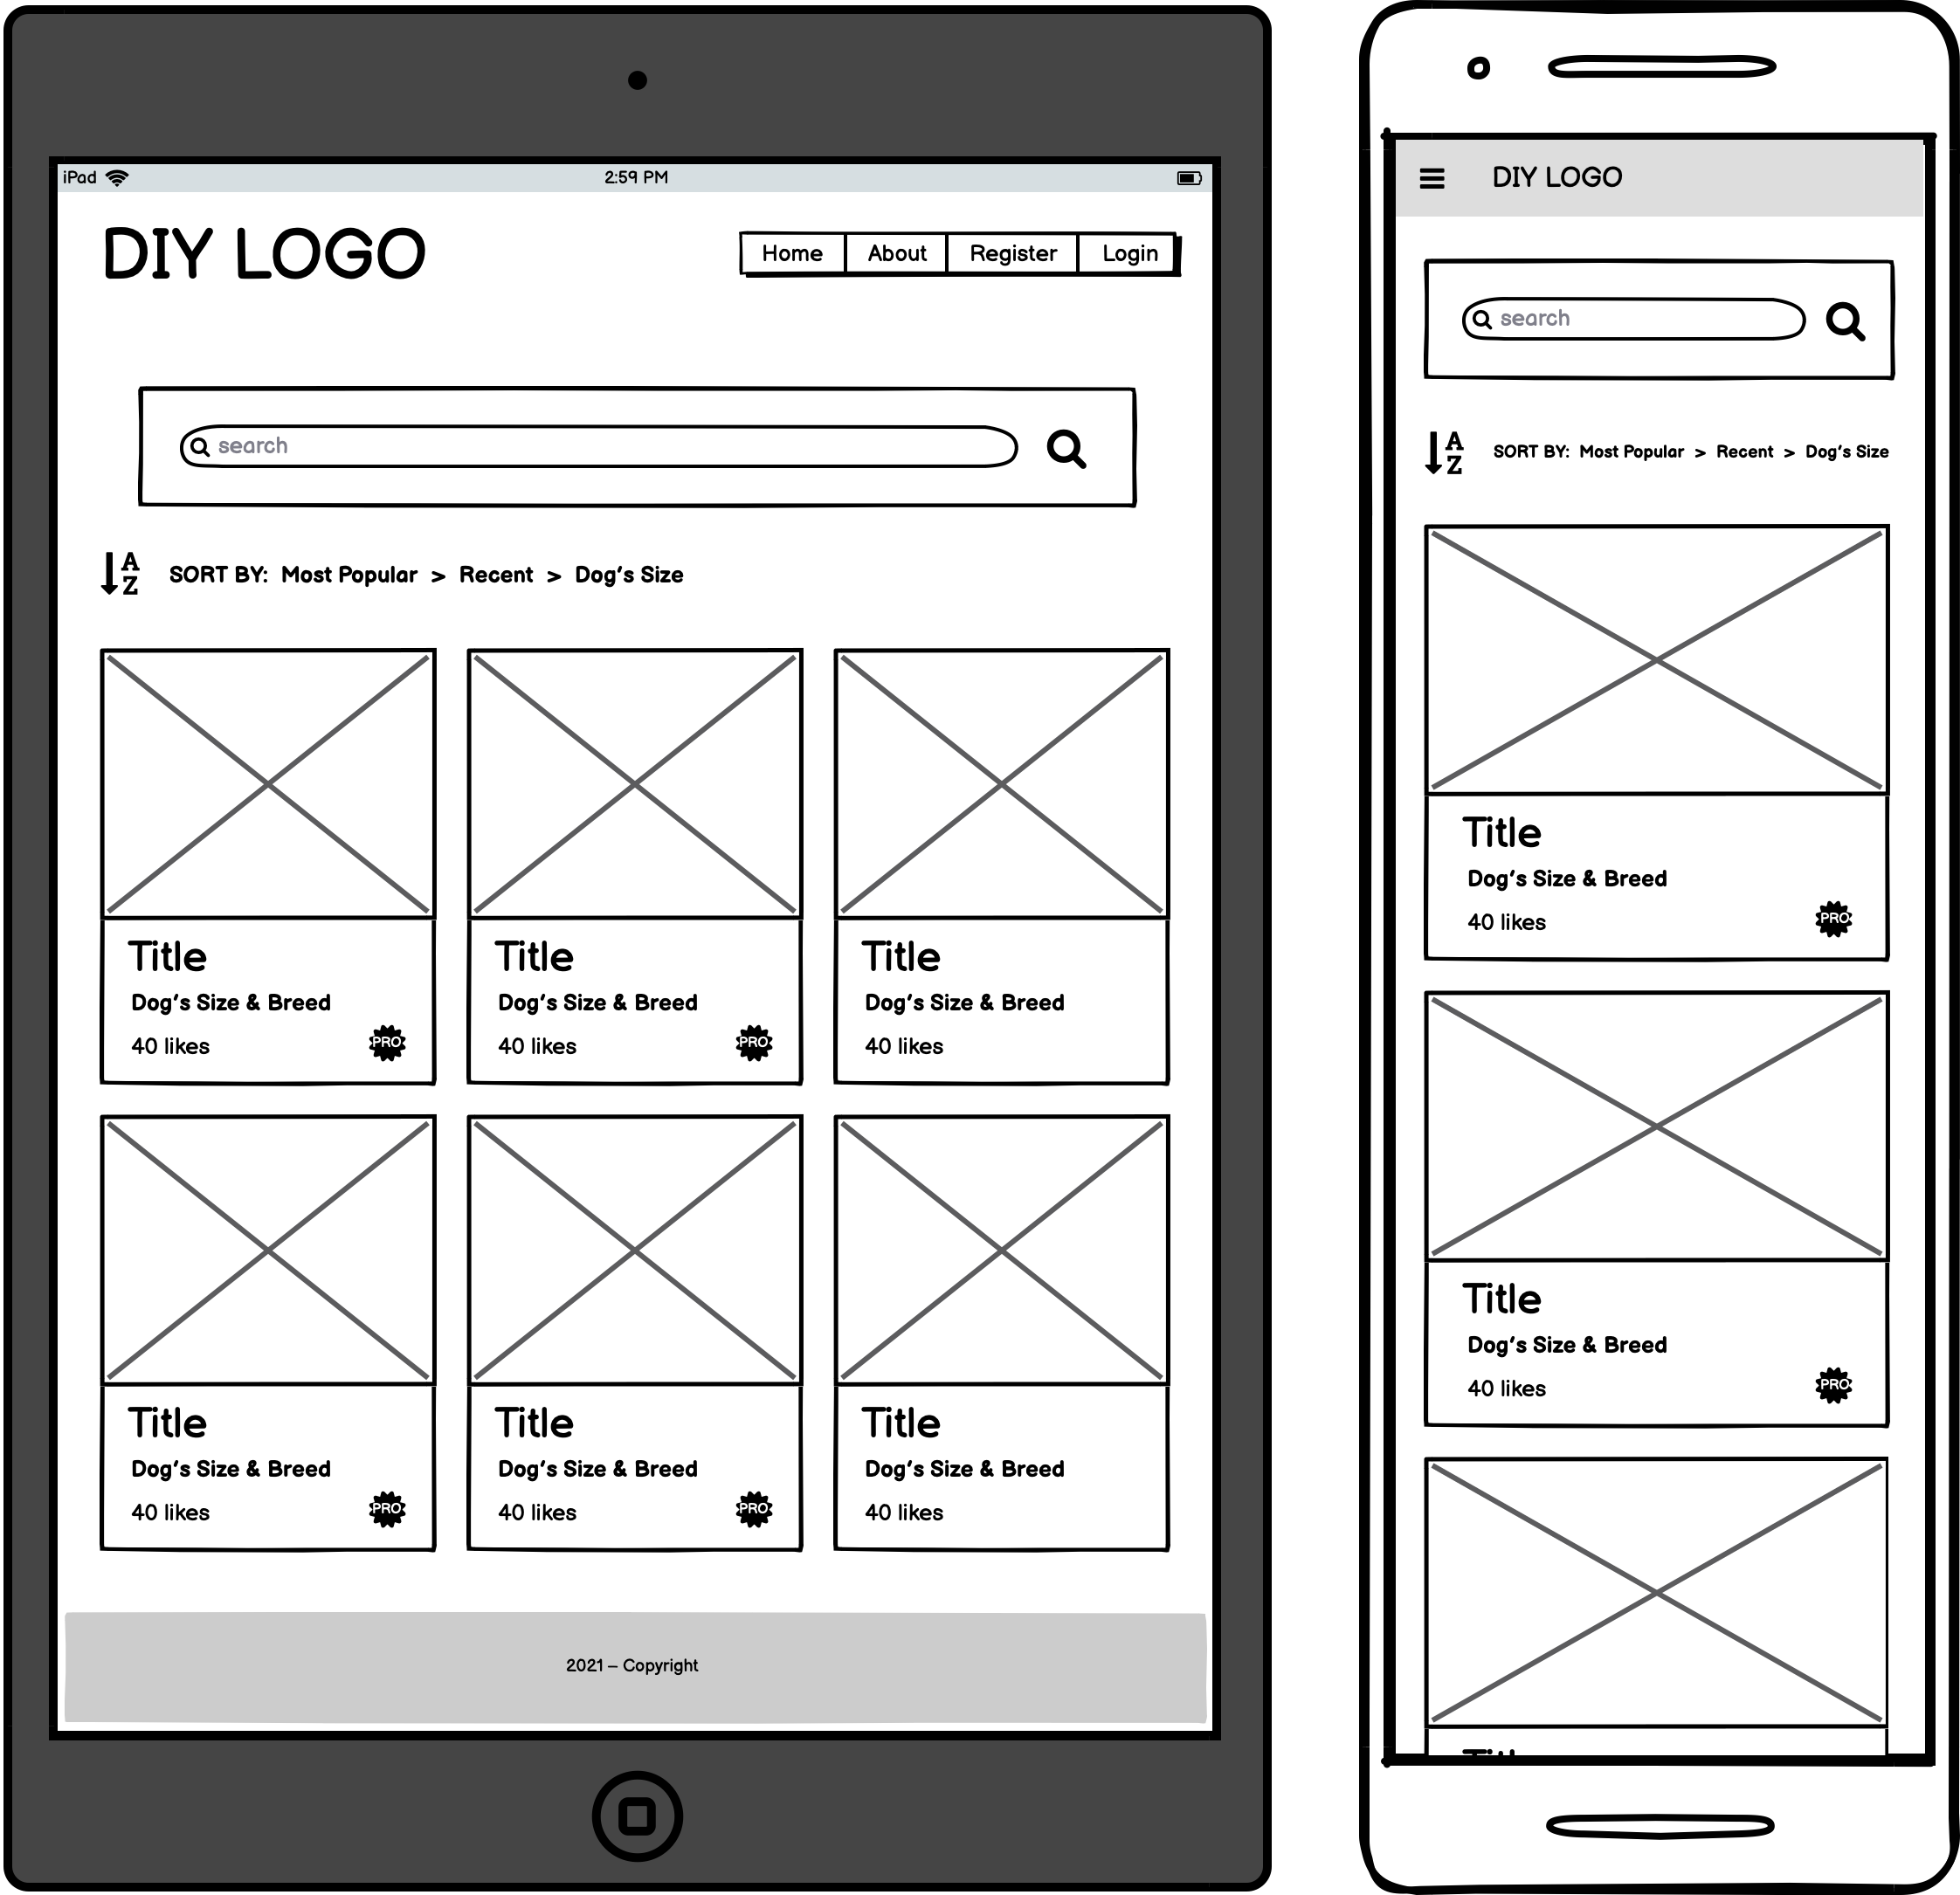 iPad 2:59 PM
DIY LOGO
Home About Register Login
search
A
Z
SORT BY: Most Popular > Recent > Dog's Size
Title Title Title
Dog's Size & Breed Dog's Size & Breed Dog's Size & Breed
40 likes PRO 40 likes PRO 40 likes
Title Title Title
Dog's Size & Breed Dog's Size & Breed Dog's Size & Breed
40 likes PRO 40 likes PRO 40 likes
2021 – Copyright
DIY LOGO
search
A
Z
SORT BY: Most Popular > Recent > Dog's Size
Title
Dog's Size & Breed
40 likes PRO
Title
Dog's Size & Breed
40 likes PRO